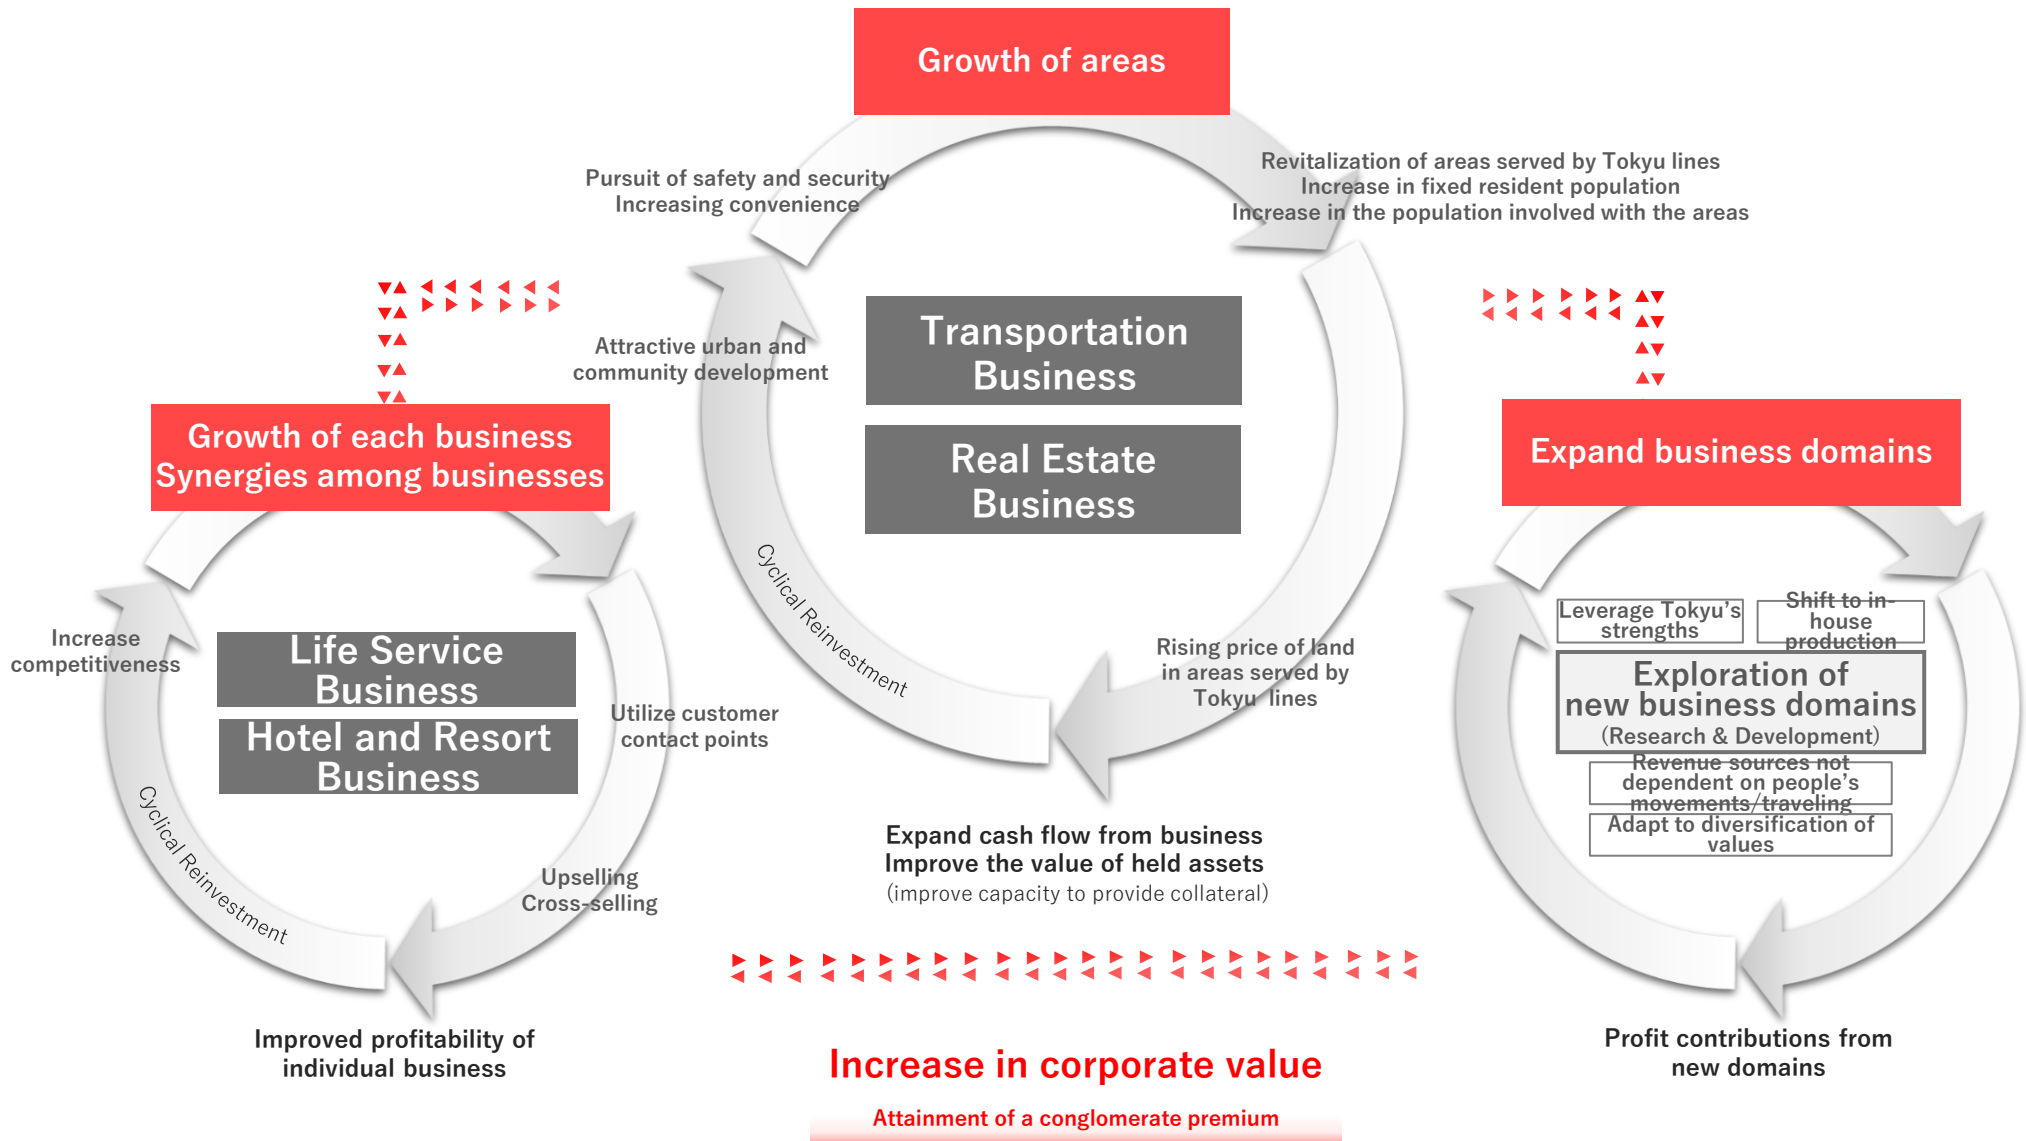 Growth of areas
Pursuit of safety and security
Increasing convenience
Revitalization of areas served by Tokyu lines
Increase in fixed resident population
Increase in the population involved with the areas
Attractive urban and
community development
Transportation
Business
Real Estate
Business
Cyclical Reinvestment
Rising price of land
in areas served by
Tokyu lines
Expand cash flow from business
Improve the value of held assets
(improve capacity to provide collateral)
Growth of each business
Synergies among businesses
Increase
competitiveness
Life Service
Business
Hotel and Resort
Business
Utilize customer
contact points
Cyclical Reinvestment
Upselling
Cross-selling
Improved profitability of
individual business
Expand business domains
Leverage Tokyu's
strengths
Shift to in-
house
production
Exploration of
new business domains
(Research & Development)
Revenue sources not
dependent on people's
movements/traveling
Adapt to diversification of
values
Profit contributions from
new domains
Increase in corporate value
Attainment of a conglomerate premium